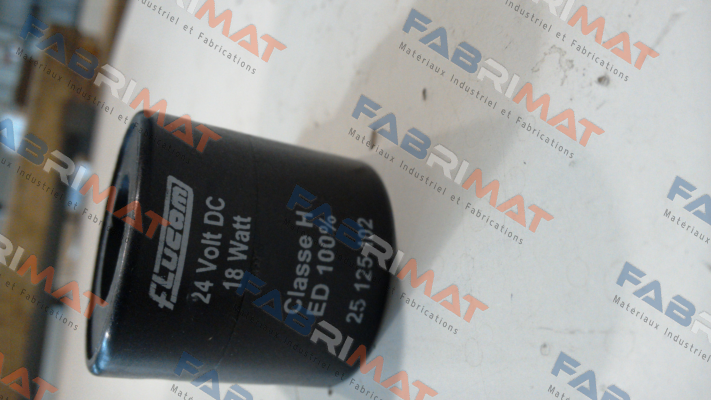 FLUCOM
24 Volt DC
18 Watt
Classe H
ED 100%
FABRIMAT
Matériaux Industriel et Fabrications